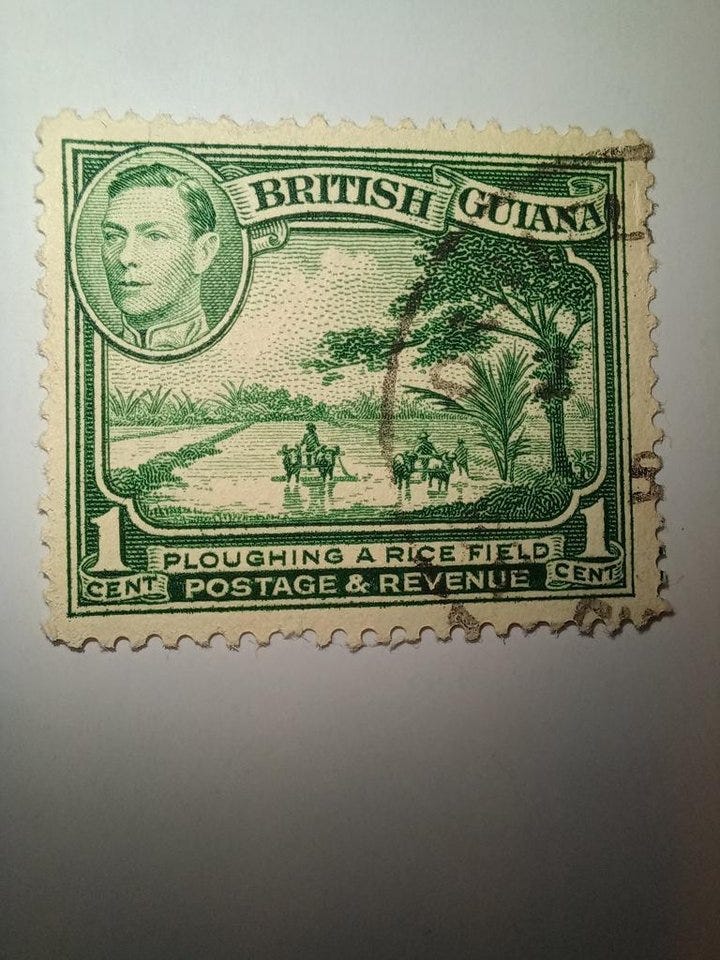 BRITISH GUIANA
1 CENT
PLOUGHING A RICE FIELD
POSTAGE & REVENUE
1 CENT